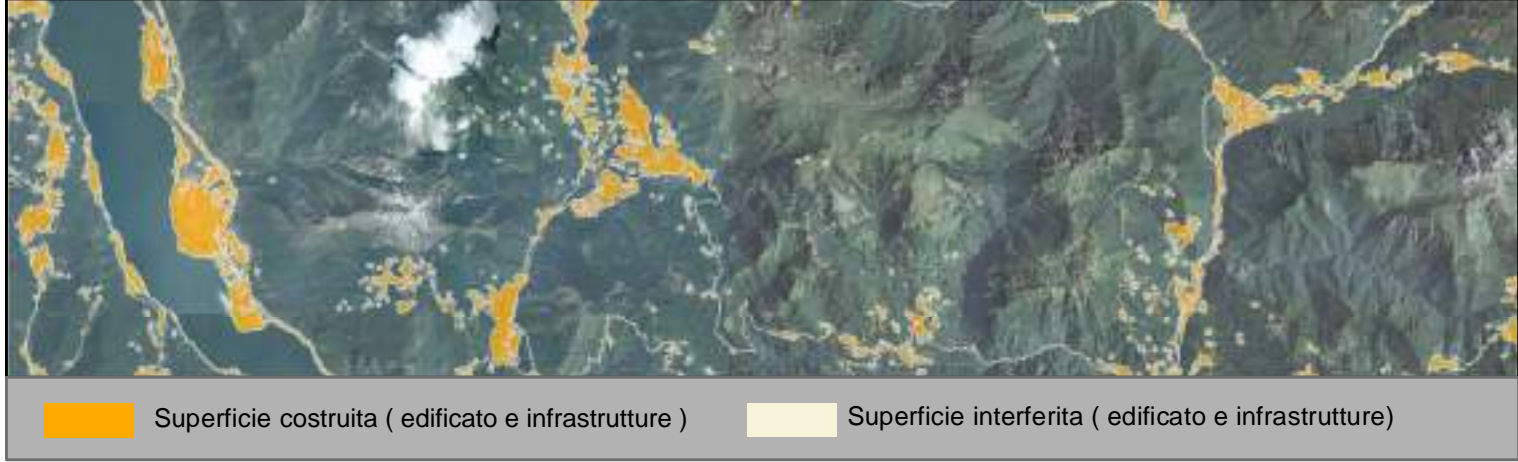 Superficie costruita ( edificato e infrastrutture )
Superficie interferita ( edificato e infrastrutture)